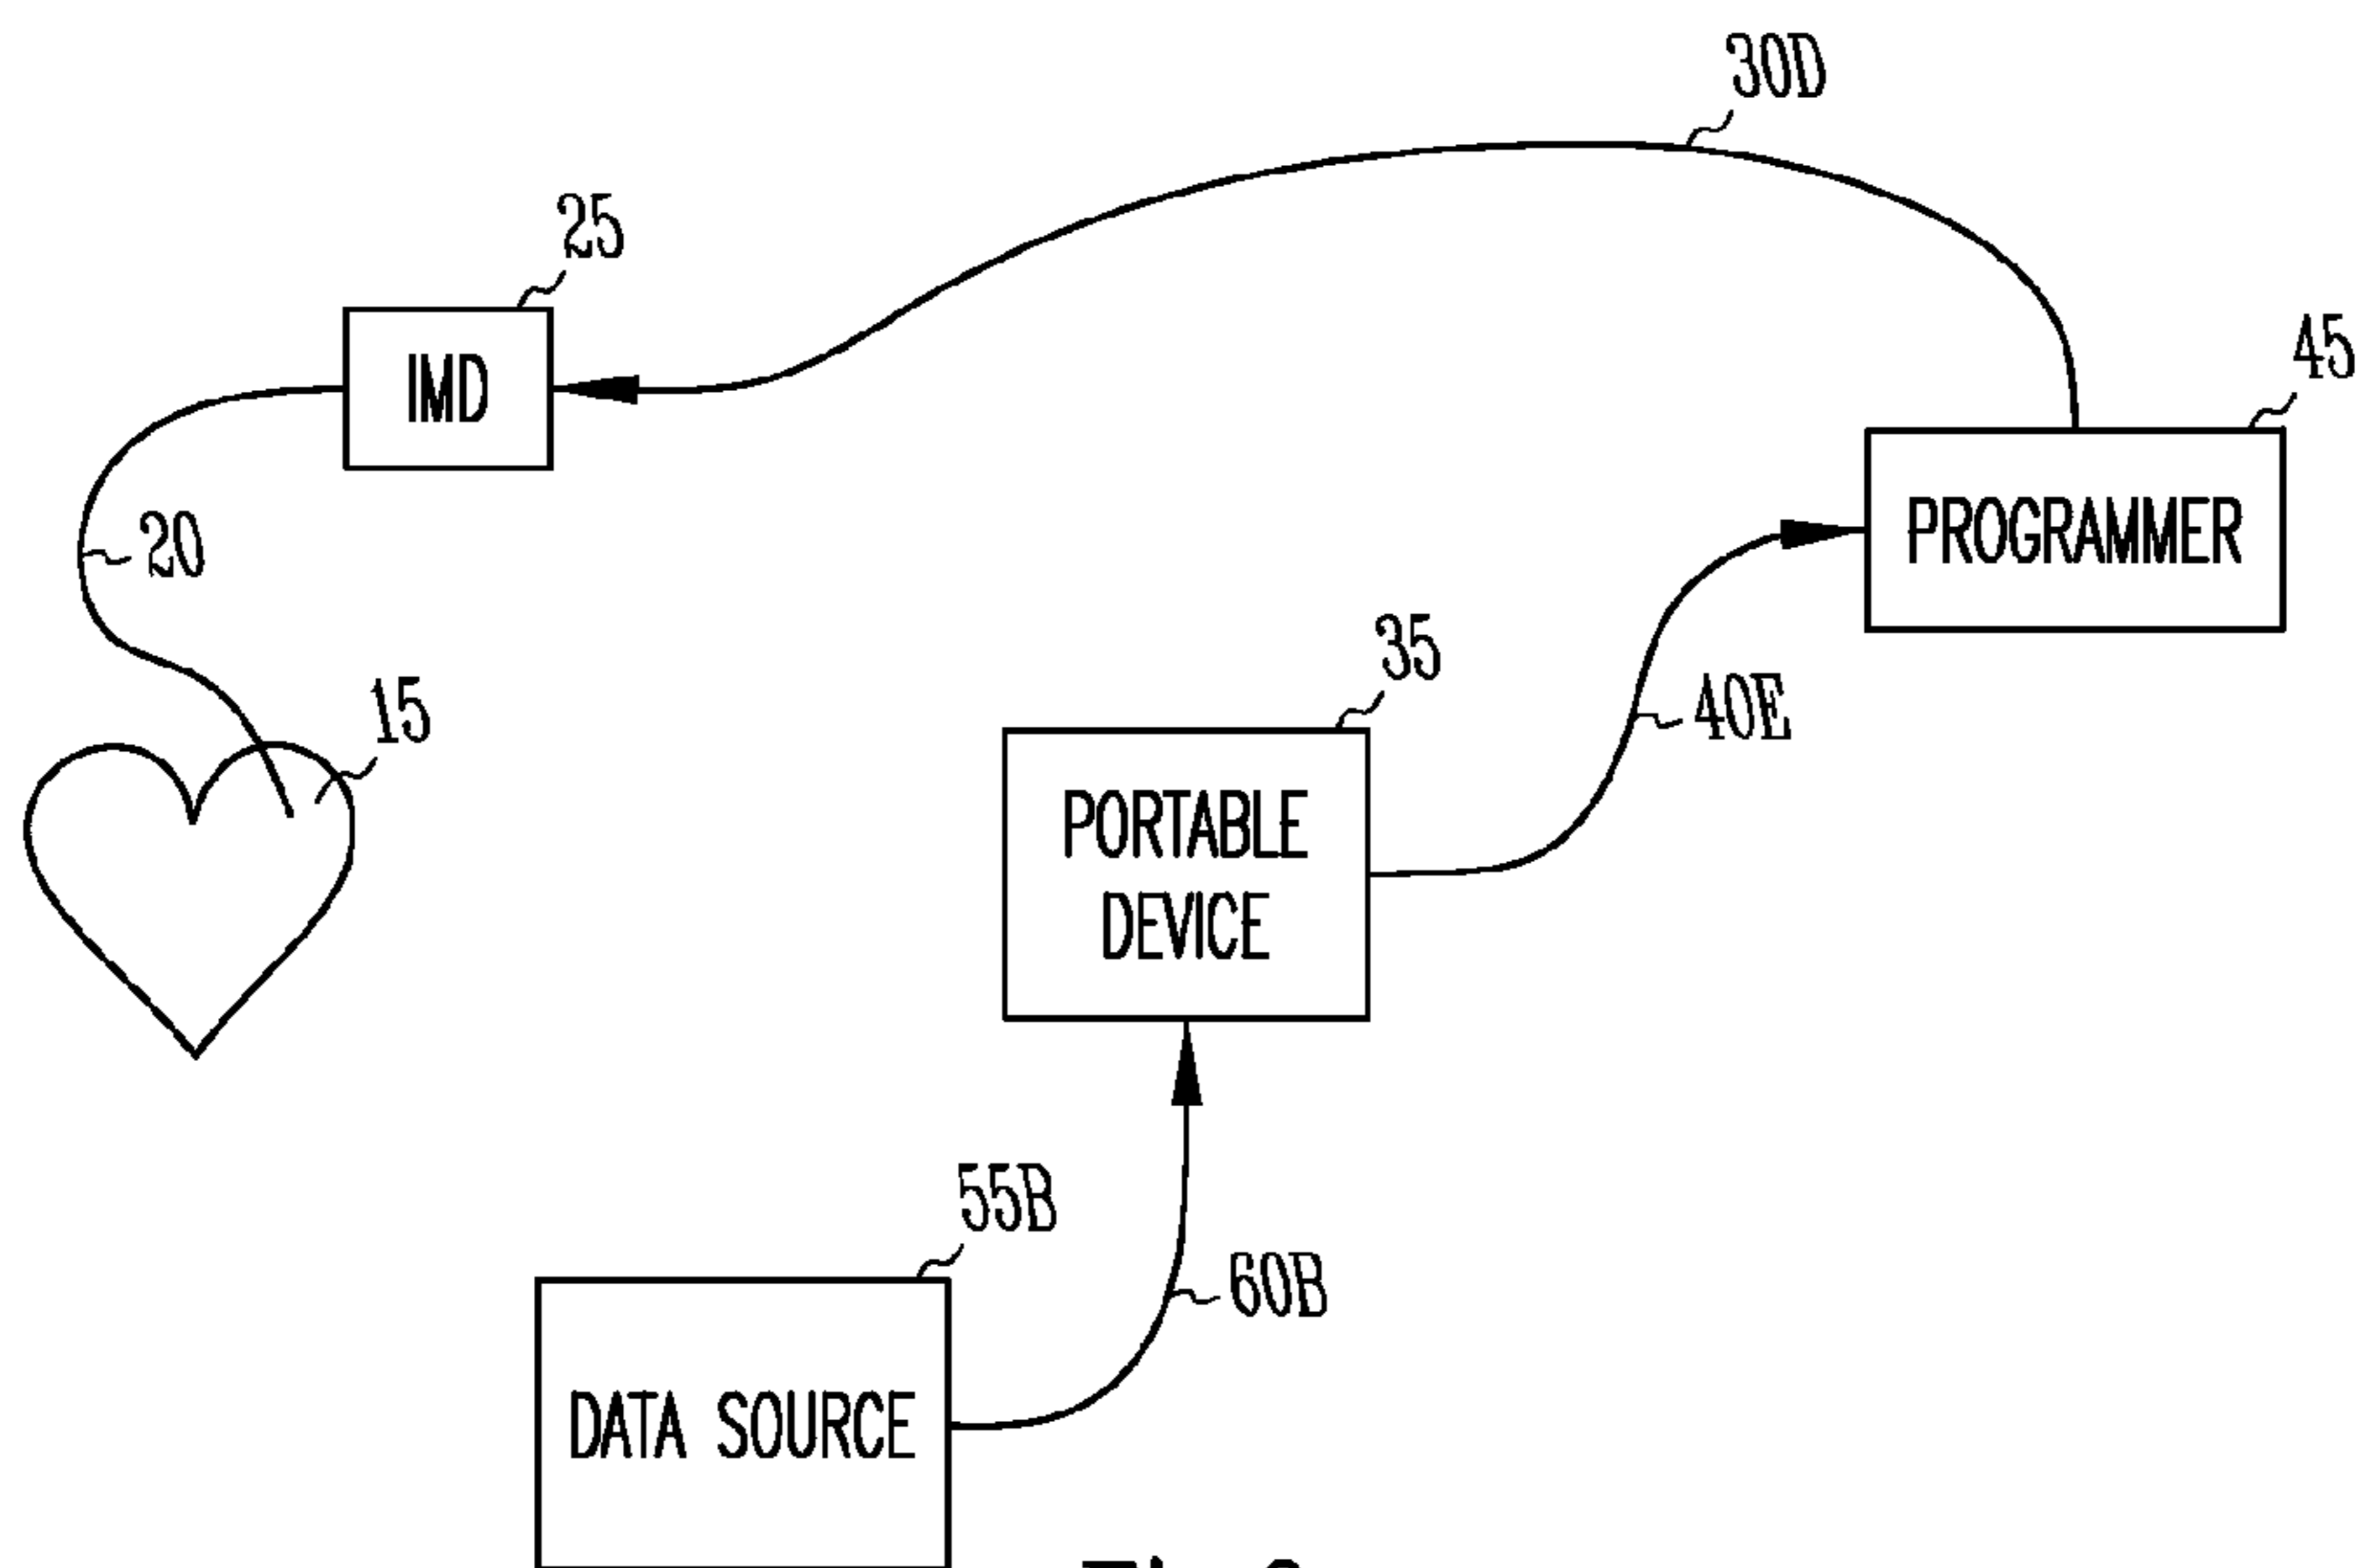 30D
25
IMD
45
PROGRAMMER
20
35
40E
15
PORTABLE
DEVICE
55B
60B
DATA SOURCE